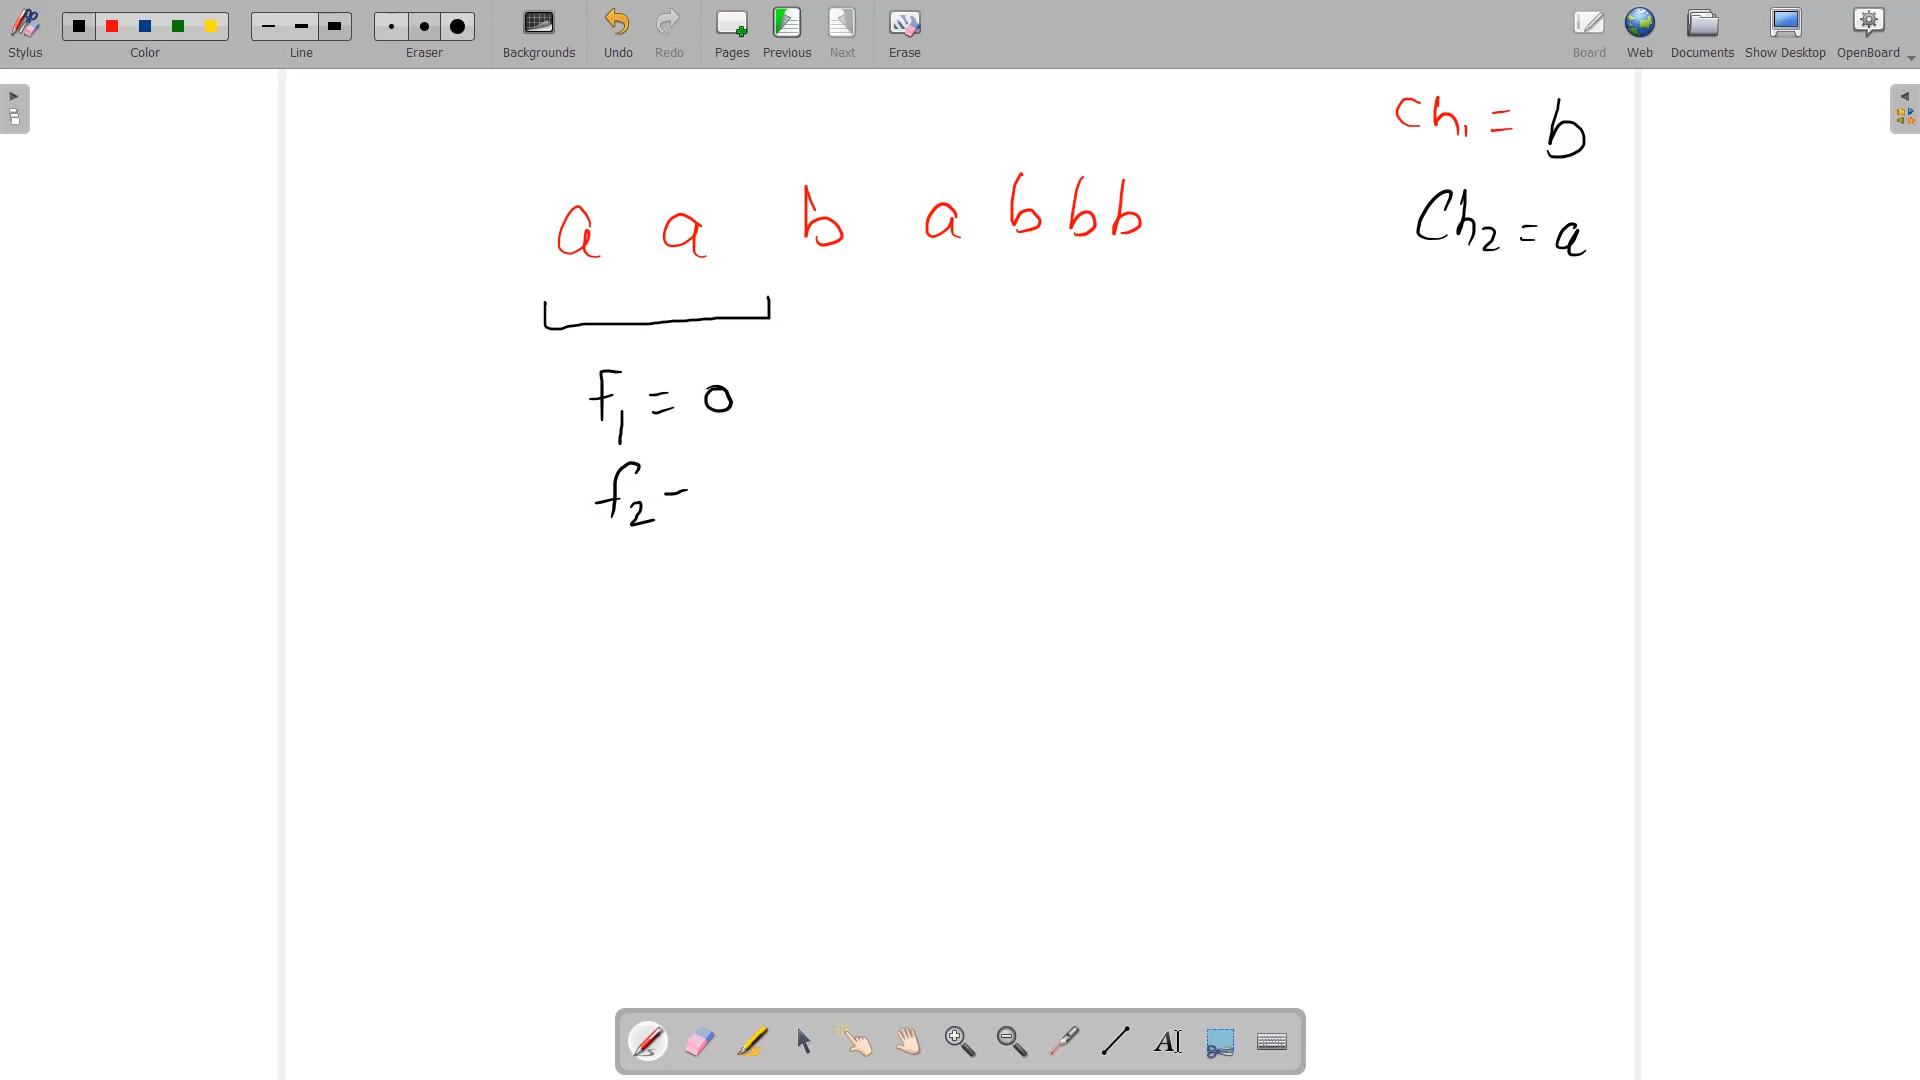 Stylus Color Line Eraser Backgrounds Undo Redo Pages Previous Next Erase Board Web Documents Show Desktop OpenBoard
Ch1 = b
a a b a b b b
Ch2 = a
F1 = 0
f2 -